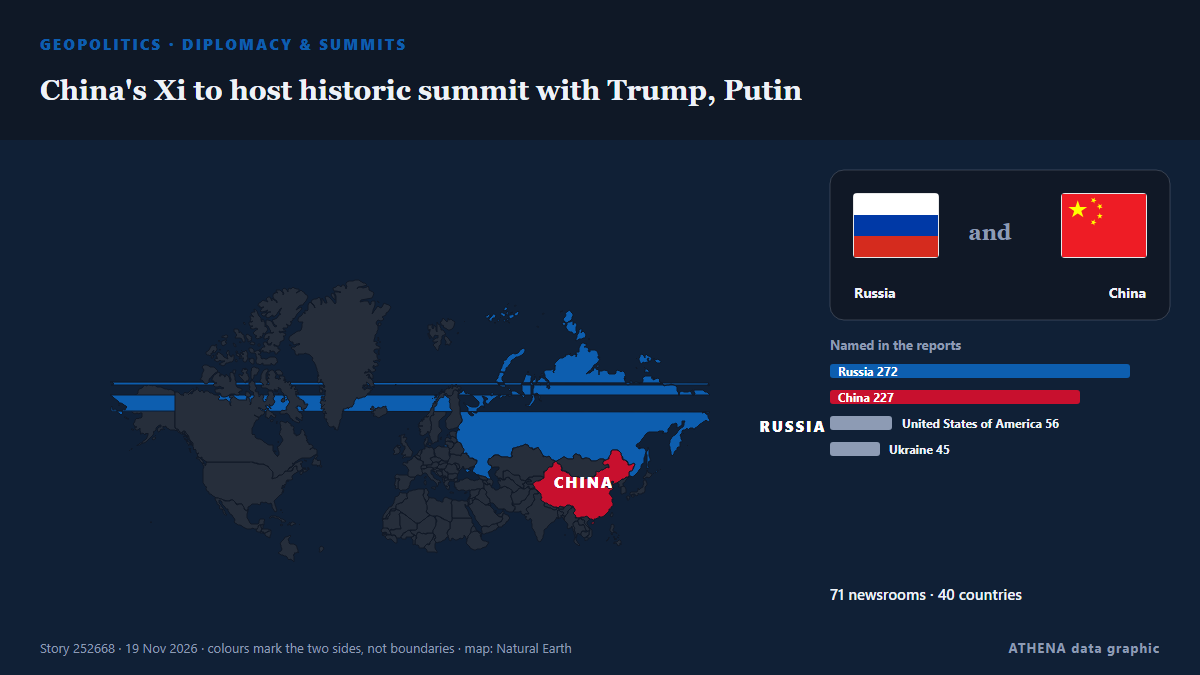 GEOPOLITICS · DIPLOMACY & SUMMITS
China's Xi to host historic summit with Trump, Putin
and
Russia
China
Named in the reports
Russia 272
China 227
United States of America 56
Ukraine 45
RUSSIA
CHINA
71 newsrooms · 40 countries
Story 252668 · 19 Nov 2026 · colours mark the two sides, not boundaries · map: Natural Earth
ATHENA data graphic